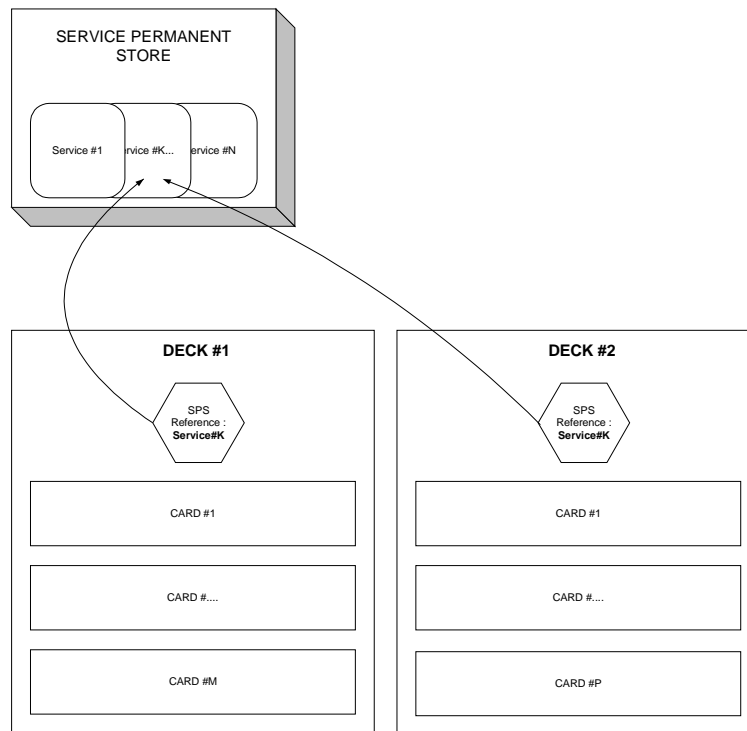 SERVICE PERMANENT
STORE
Service #1
ervice #K...
ervice #N
DECK #1
SPS
Reference :
Service#K
CARD #1
CARD #....
CARD #M
DECK #2
SPS
Reference :
Service#K
CARD #1
CARD #....
CARD #P